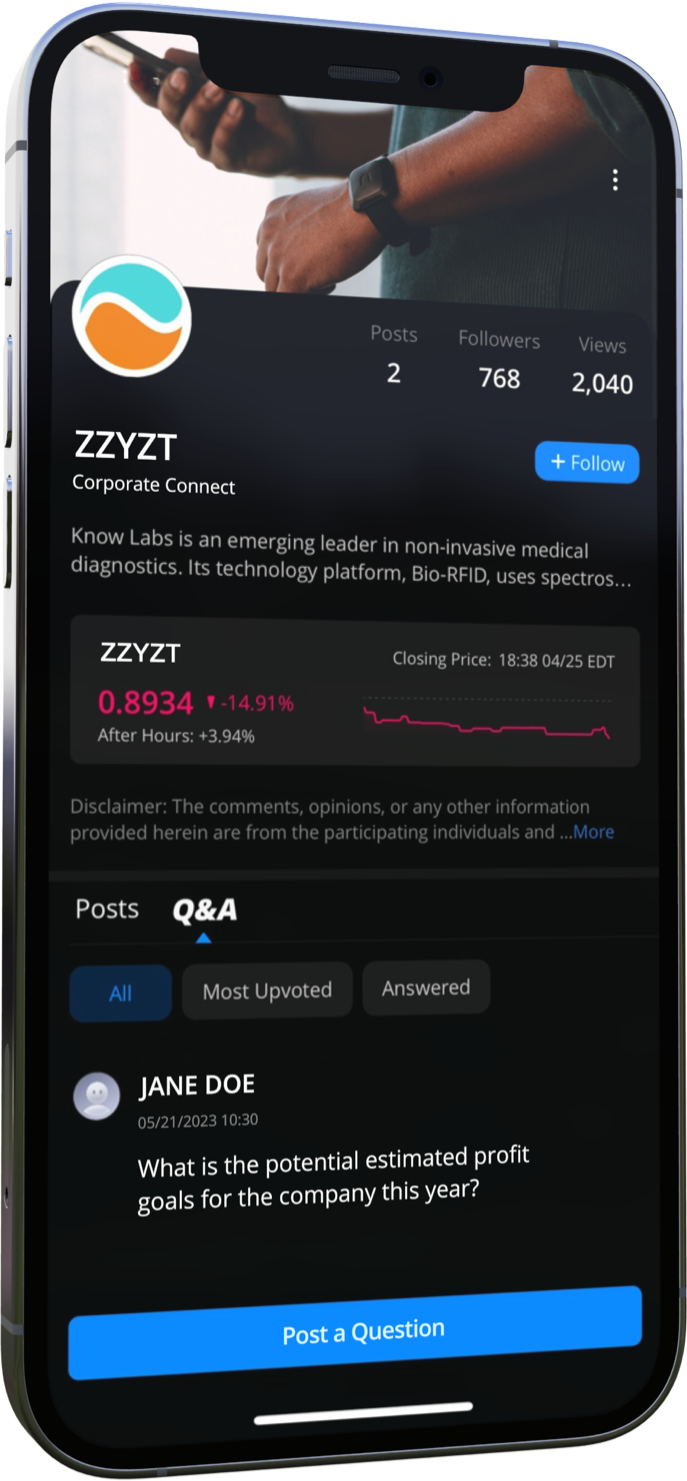 Posts Followers Views
2 768 2,040
ZZYZT
+ Follow
Corporate Connect
Know Labs is an emerging leader in non-invasive medical
diagnostics. Its technology platform, Bio-RFID, uses spectros...
ZZYZT
Closing Price: 18:38 04/25 EDT
0.8934 ▼-14.91%
After Hours: +3.94%
Disclaimer: The comments, opinions, or any other information
provided herein are from the participating individuals and ...More
Posts Q&A
All Most Upvoted Answered
JANE DOE
05/21/2023 10:30
What is the potential estimated profit
goals for the company this year?
Post a Question